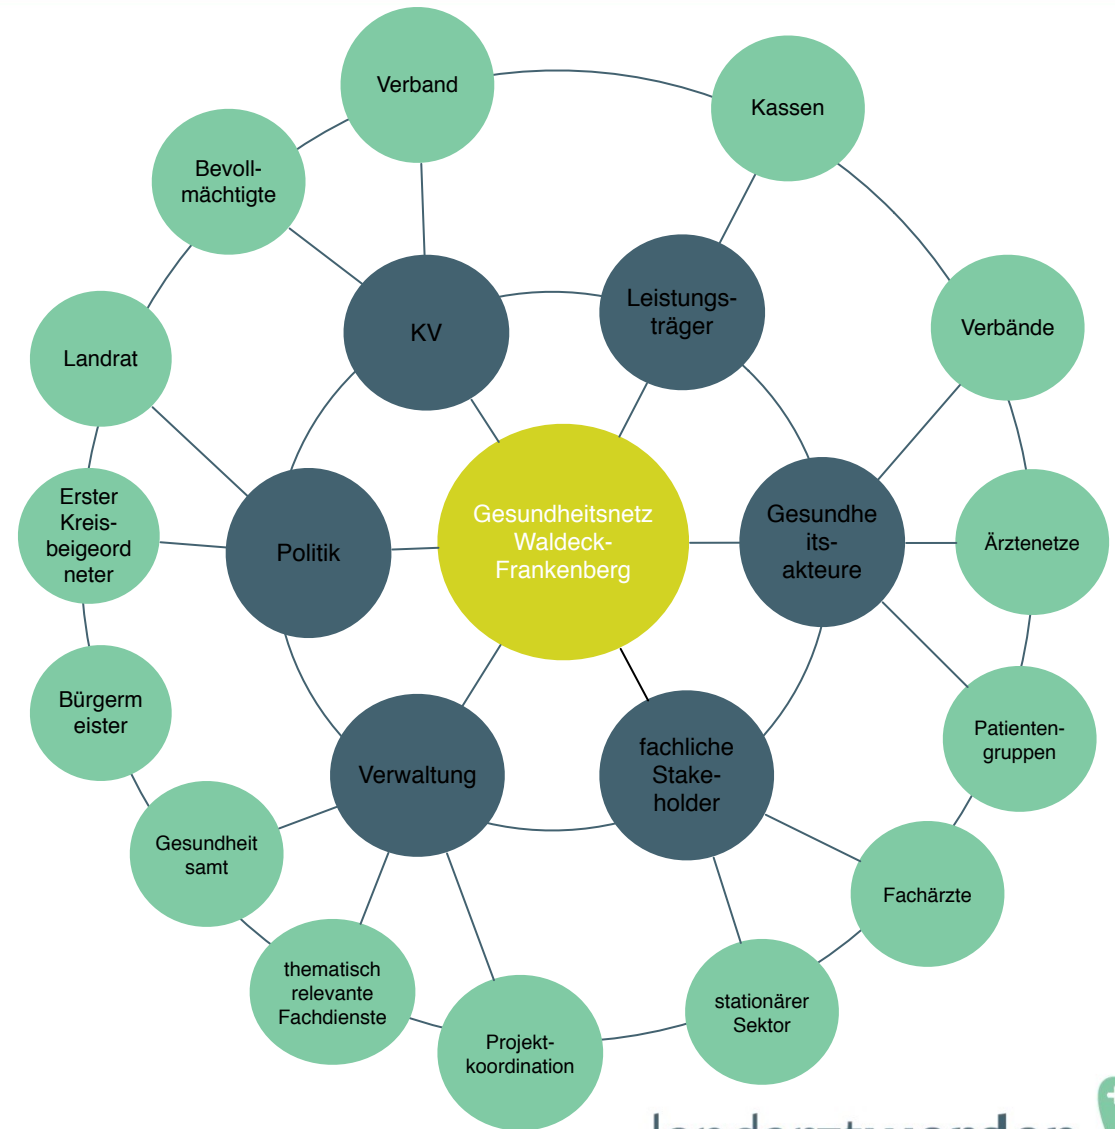 Verband
Kassen
Bevoll-
mächtigte
Leistungs-
träger
KV
Verbände
Landrat
Erster
Kreis-
beigeord
neter
Politik
Gesundheitsnetz
Waldeck-
Frankenberg
Gesundhe
its-
akteure
Ärztenetze
Bürgerm
eister
Verwaltung
fachliche
Stake-
holder
Patienten-
gruppen
Gesundheit
samt
Fachärzte
thematisch
relevante
Fachdienste
Projekt-
koordination
stationärer
Sektor